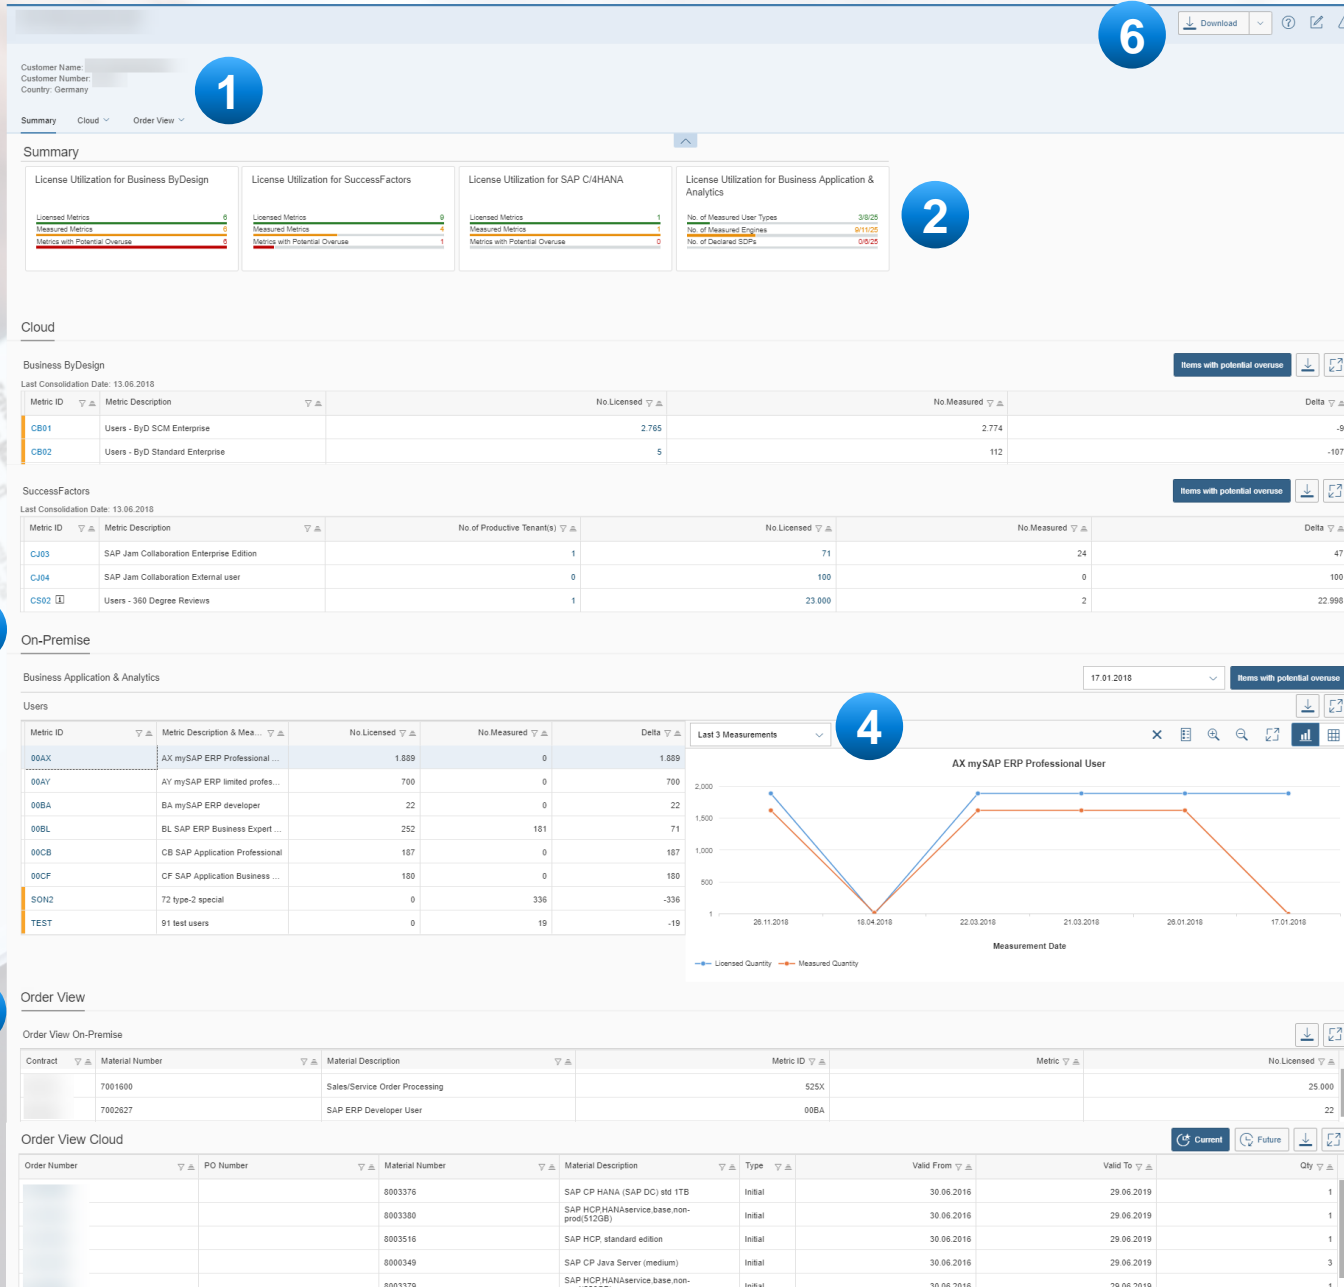 6
Download
Customer Name:
Customer Number:
Country: Germany
1
Summary Cloud Order View
Summary
License Utilization for Business ByDesign
Licensed Metrics 6
Measured Metrics 6
Metrics with Potential Overuse 6
License Utilization for SuccessFactors
Licensed Metrics 9
Measured Metrics 4
Metrics with Potential Overuse 1
License Utilization for SAP C/4HANA
Licensed Metrics 1
Measured Metrics 1
Metrics with Potential Overuse 0
License Utilization for Business Application &
Analytics
No. of Measured User Types 3/8/25
No. of Measured Engines 9/11/25
No. of Declared SDPs 0/6/25
2
Cloud
Business ByDesign
Items with potential overuse
Last Consolidation Date: 13.06.2018
Metric ID Metric Description No.Licensed No.Measured Delta
CB01 Users - ByD SCM Enterprise 2.765 2.774 -9
CB02 Users - ByD Standard Enterprise 5 112 -107
SuccessFactors
Items with potential overuse
Last Consolidation Date: 13.06.2018
Metric ID Metric Description No.of Productive Tenant(s) No.Licensed No.Measured Delta
CJ03 SAP Jam Collaboration Enterprise Edition 1 71 24 47
CJ04 SAP Jam Collaboration External user 0 100 0 100
CS02 Users - 360 Degree Reviews 1 23.000 2 22.998
On-Premise
Business Application & Analytics
17.01.2018 Items with potential overuse
Users
Metric ID Metric Description & Mea... No.Licensed No.Measured Delta
00AX AX mySAP ERP Professional ... 1.889 0 1.889
00AY AY mySAP ERP limited profes... 700 0 700
00BA BA mySAP ERP developer 22 0 22
00BL BL SAP ERP Business Expert ... 252 181 71
00CB CB SAP Application Professional 187 0 187
00CF CF SAP Application Business ... 180 0 180
SON2 72 type-2 special 0 336 -336
TEST 91 test users 0 19 -19
Last 3 Measurements
4
AX mySAP ERP Professional User
2,000
1,500
1,000
500
1
26.11.2018 18.04.2018 22.03.2018 21.03.2018 26.01.2018 17.01.2018
Measurement Date
Licensed Quantity Measured Quantity
Order View
Order View On-Premise
Contract Material Number Material Description Metric ID Metric No.Licensed
7001600 Sales/Service Order Processing 525X 25.000
7002627 SAP ERP Developer User 00BA 22
Order View Cloud
Current Future
Order Number PO Number Material Number Material Description Type Valid From Valid To Qty
8003376 SAP CP HANA (SAP DC) std 1TB Initial 30.06.2016 29.06.2019 1
8003380 SAP HCP,HANAservice,base,non-
prod(512GB) Initial 30.06.2016 29.06.2019 1
8003516 SAP HCP, standard edition Initial 30.06.2016 29.06.2019 1
8000349 SAP CP Java Server (medium) Initial 30.06.2016 29.06.2019 3
8003379 SAP HCP,HANAservice,base,non-
Initial 30.06.2016 29.06.2019 1